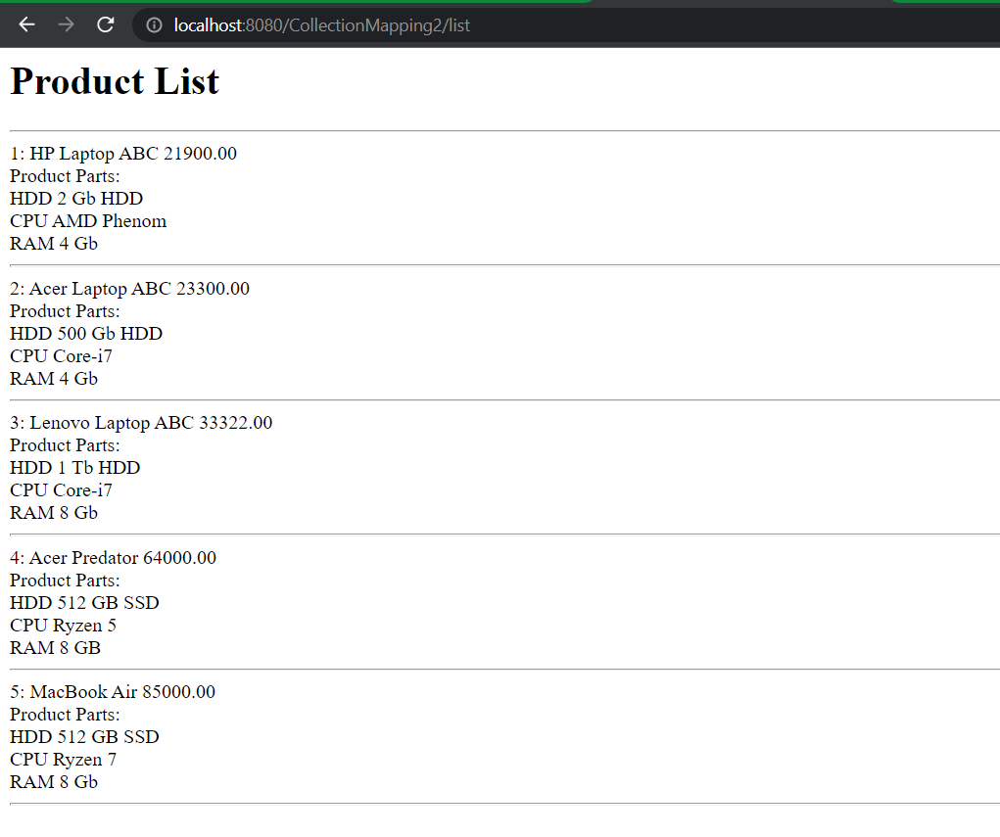 localhost:8080/CollectionMapping2/list
Product List
1: HP Laptop ABC 21900.00
Product Parts:
HDD 2 Gb HDD
CPU AMD Phenom
RAM 4 Gb
2: Acer Laptop ABC 23300.00
Product Parts:
HDD 500 Gb HDD
CPU Core-i7
RAM 4 Gb
3: Lenovo Laptop ABC 33322.00
Product Parts:
HDD 1 Tb HDD
CPU Core-i7
RAM 8 Gb
4: Acer Predator 64000.00
Product Parts:
HDD 512 GB SSD
CPU Ryzen 5
RAM 8 GB
5: MacBook Air 85000.00
Product Parts:
HDD 512 GB SSD
CPU Ryzen 7
RAM 8 Gb